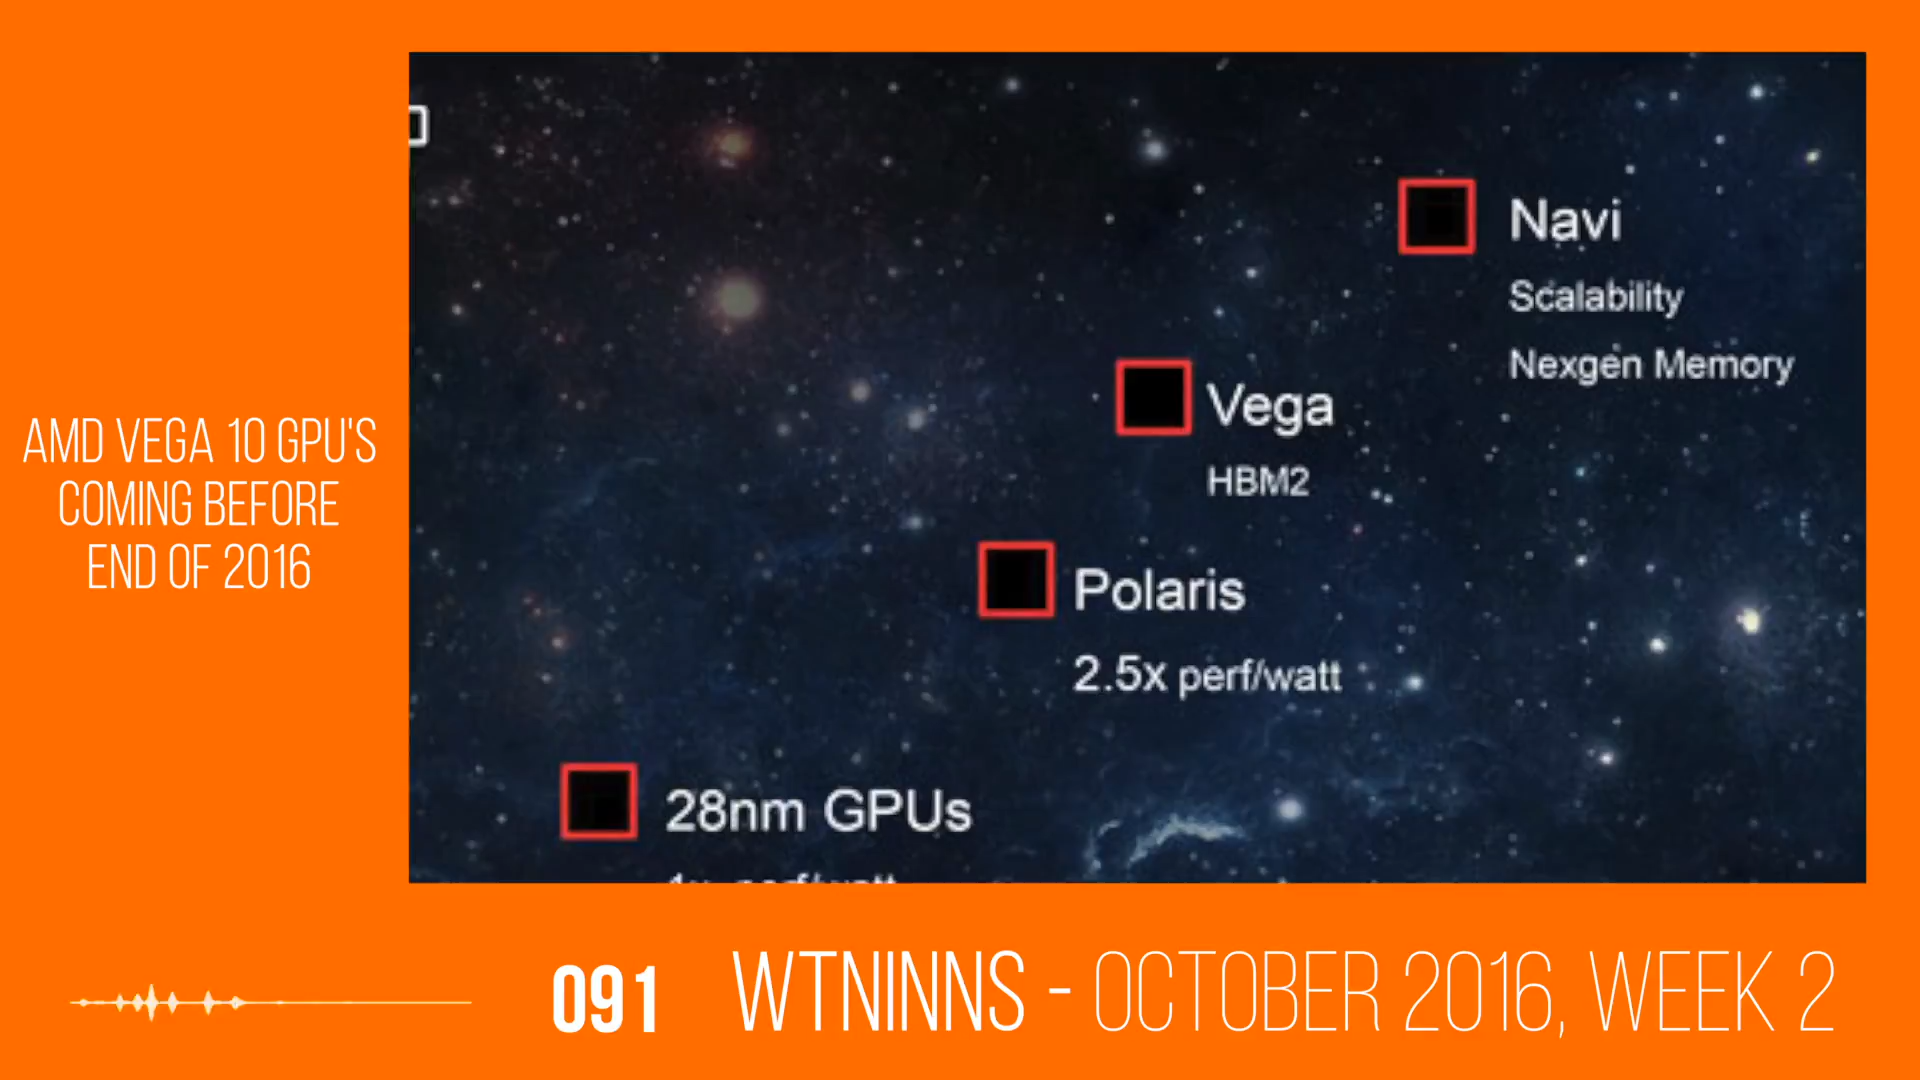 AMD VEGA 10 GPU'S
COMING BEFORE
END OF 2016
Navi
Scalability
Nexgen Memory
Vega
HBM2
Polaris
2.5x perf/watt
28nm GPUs
091 WTNINNS - OCTOBER 2016, WEEK 2